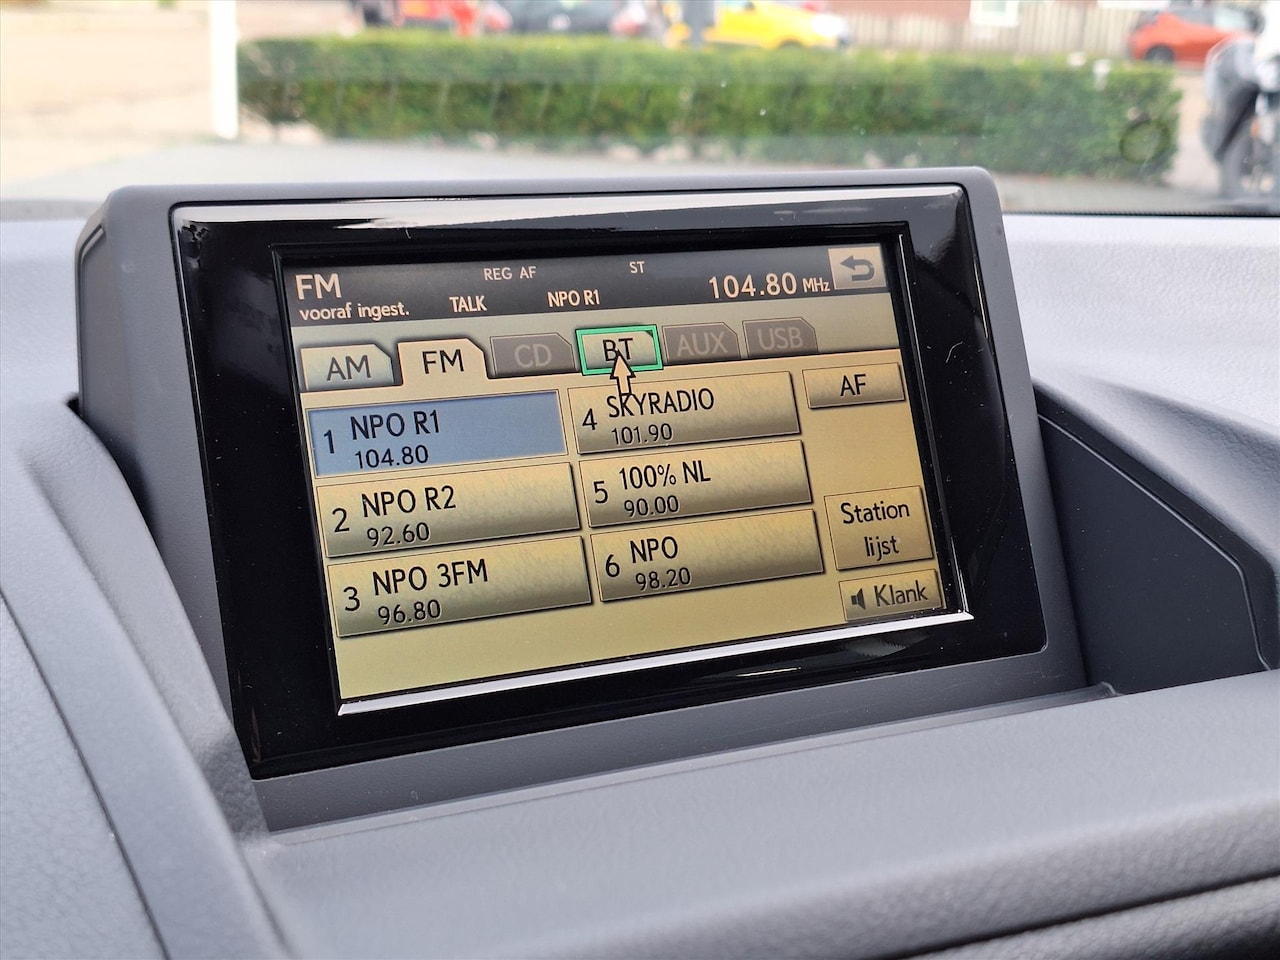 FM REG AF ST
vooraf ingest. TALK NPO R1 104.80 MHz
AM FM CD BT AUX USB
1 NPO R1
104.80
2 NPO R2
92.60
3 NPO 3FM
96.80
4 SKYRADIO
101.90
5 100% NL
90.00
6 NPO
98.20
AF
Station
lijst
Klank